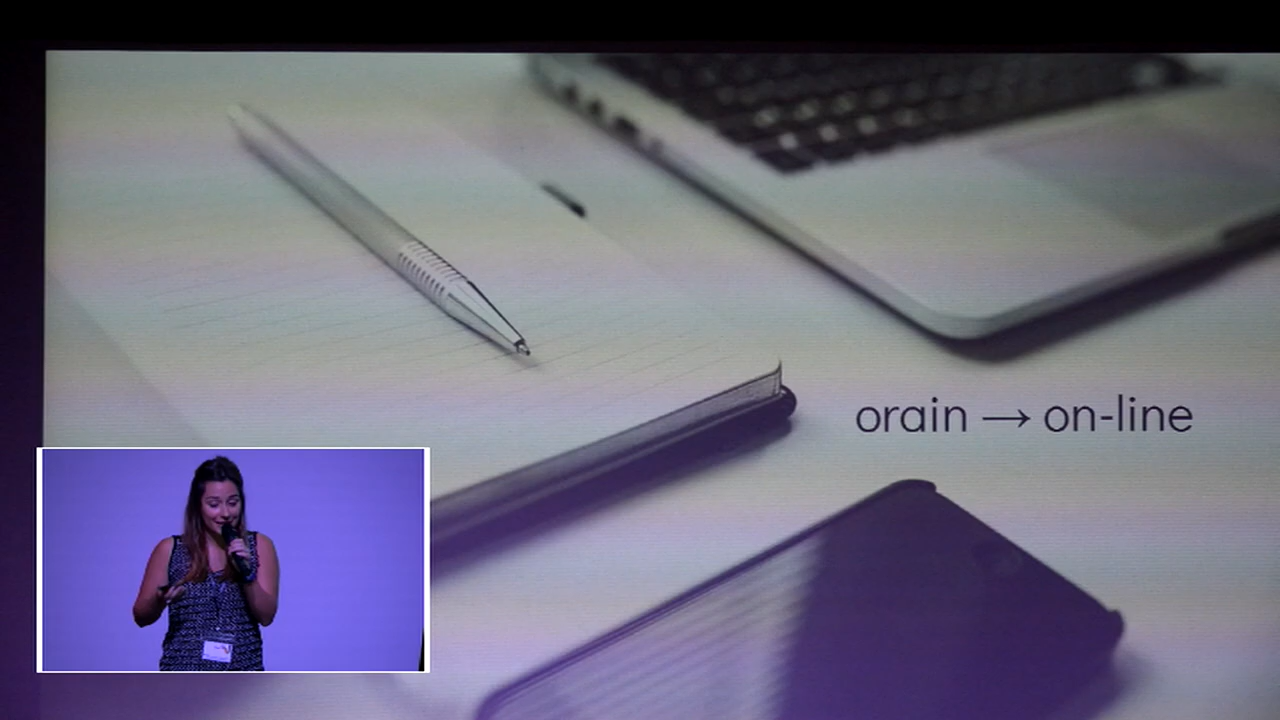 orain → on-line